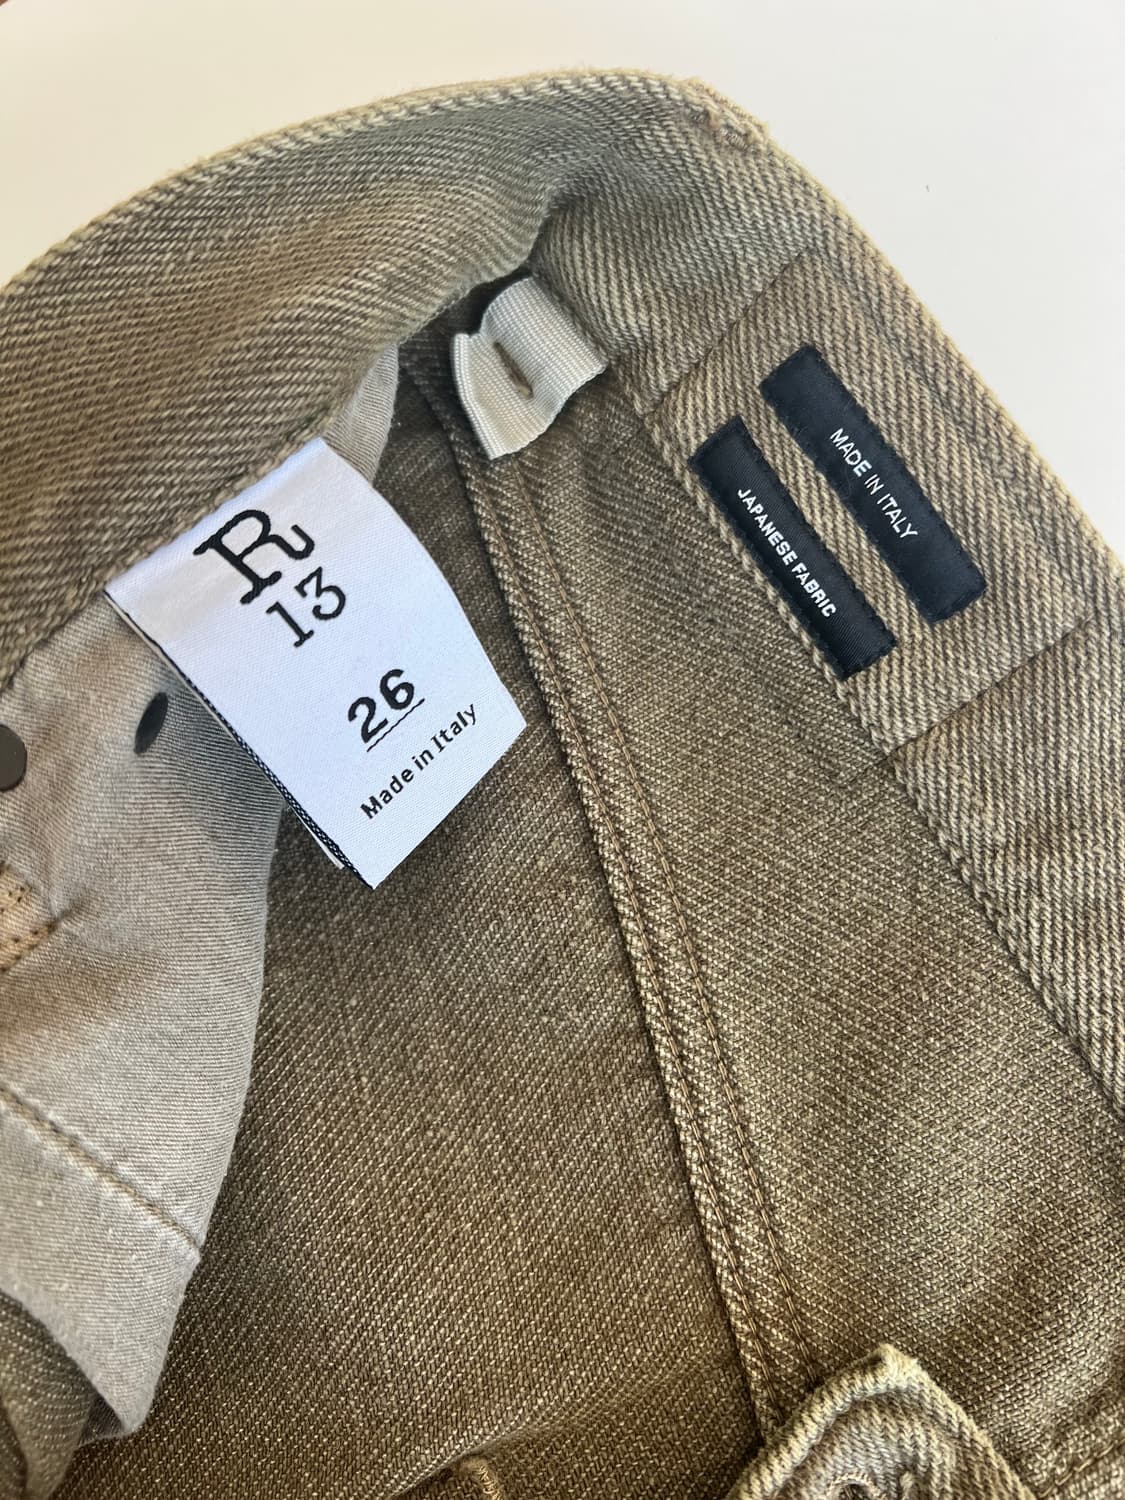 R
13
26
Made in Italy
MADE IN ITALY
JAPANESE FABRIC